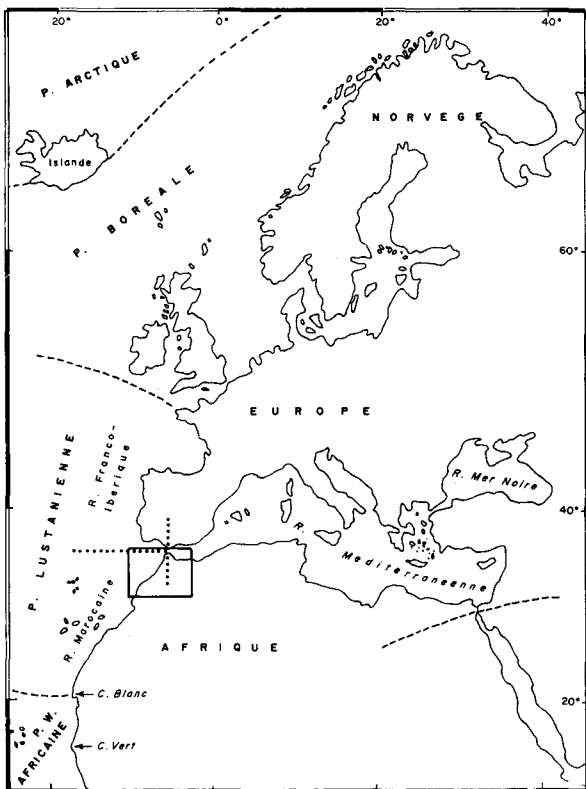 20° 0° 20° 40°
P. ARCTIQUE
NORVEGE
Islande
P. BOREALE
60°
EUROPE
P. LUSTANIENNE
R. Franco-
Iberique
R. Mer Noire
40°
R.
Mediterraneenne
R. Marocaine
AFRIQUE
C. Blanc
20°
P. W.
AFRICAINE
C. Vert